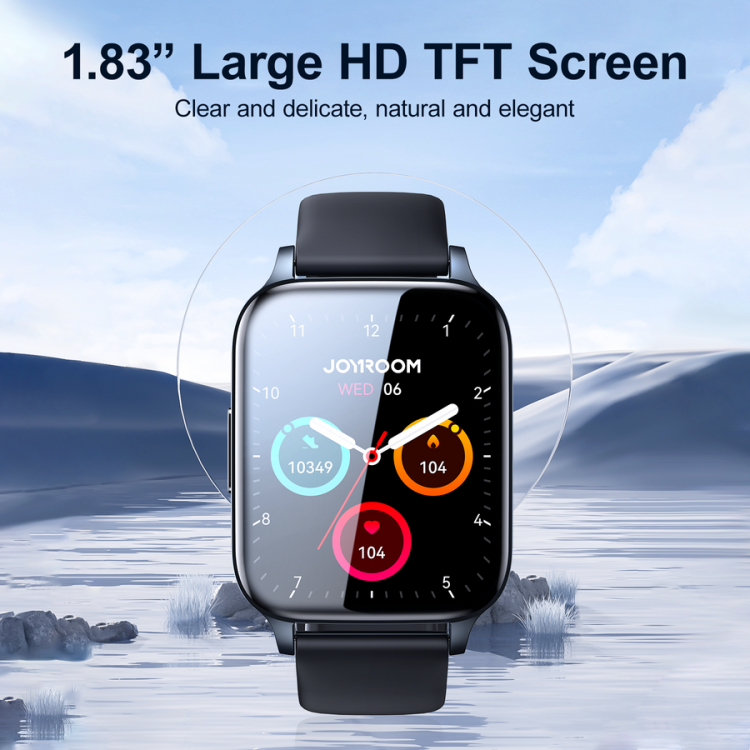 1.83” Large HD TFT Screen
Clear and delicate, natural and elegant
11 12 1
JOYROOM
WED 06
10 2
10349 104
8 4
104
7 5